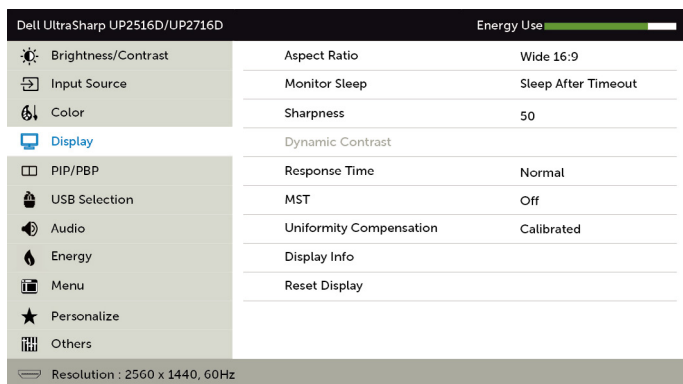 Dell UltraSharp UP2516D/UP2716D Energy Use
Brightness/Contrast
Input Source
Color
Display
PIP/PBP
USB Selection
Audio
Energy
Menu
Personalize
Others
Aspect Ratio Wide 16:9
Monitor Sleep Sleep After Timeout
Sharpness 50
Dynamic Contrast
Response Time Normal
MST Off
Uniformity Compensation Calibrated
Display Info
Reset Display
Resolution : 2560 x 1440, 60Hz